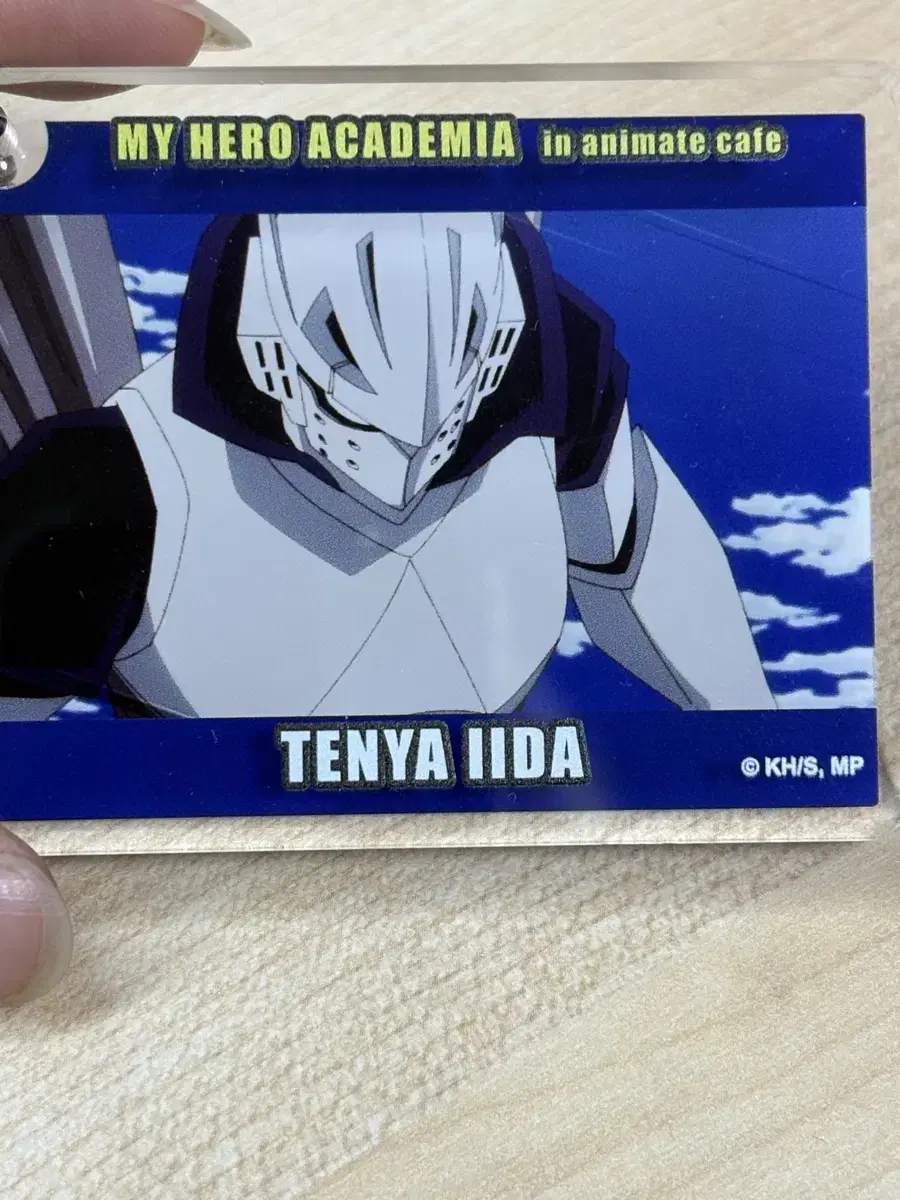 MY HERO ACADEMIA in animate cafe
TENYA IIDA
© KH/S, MP